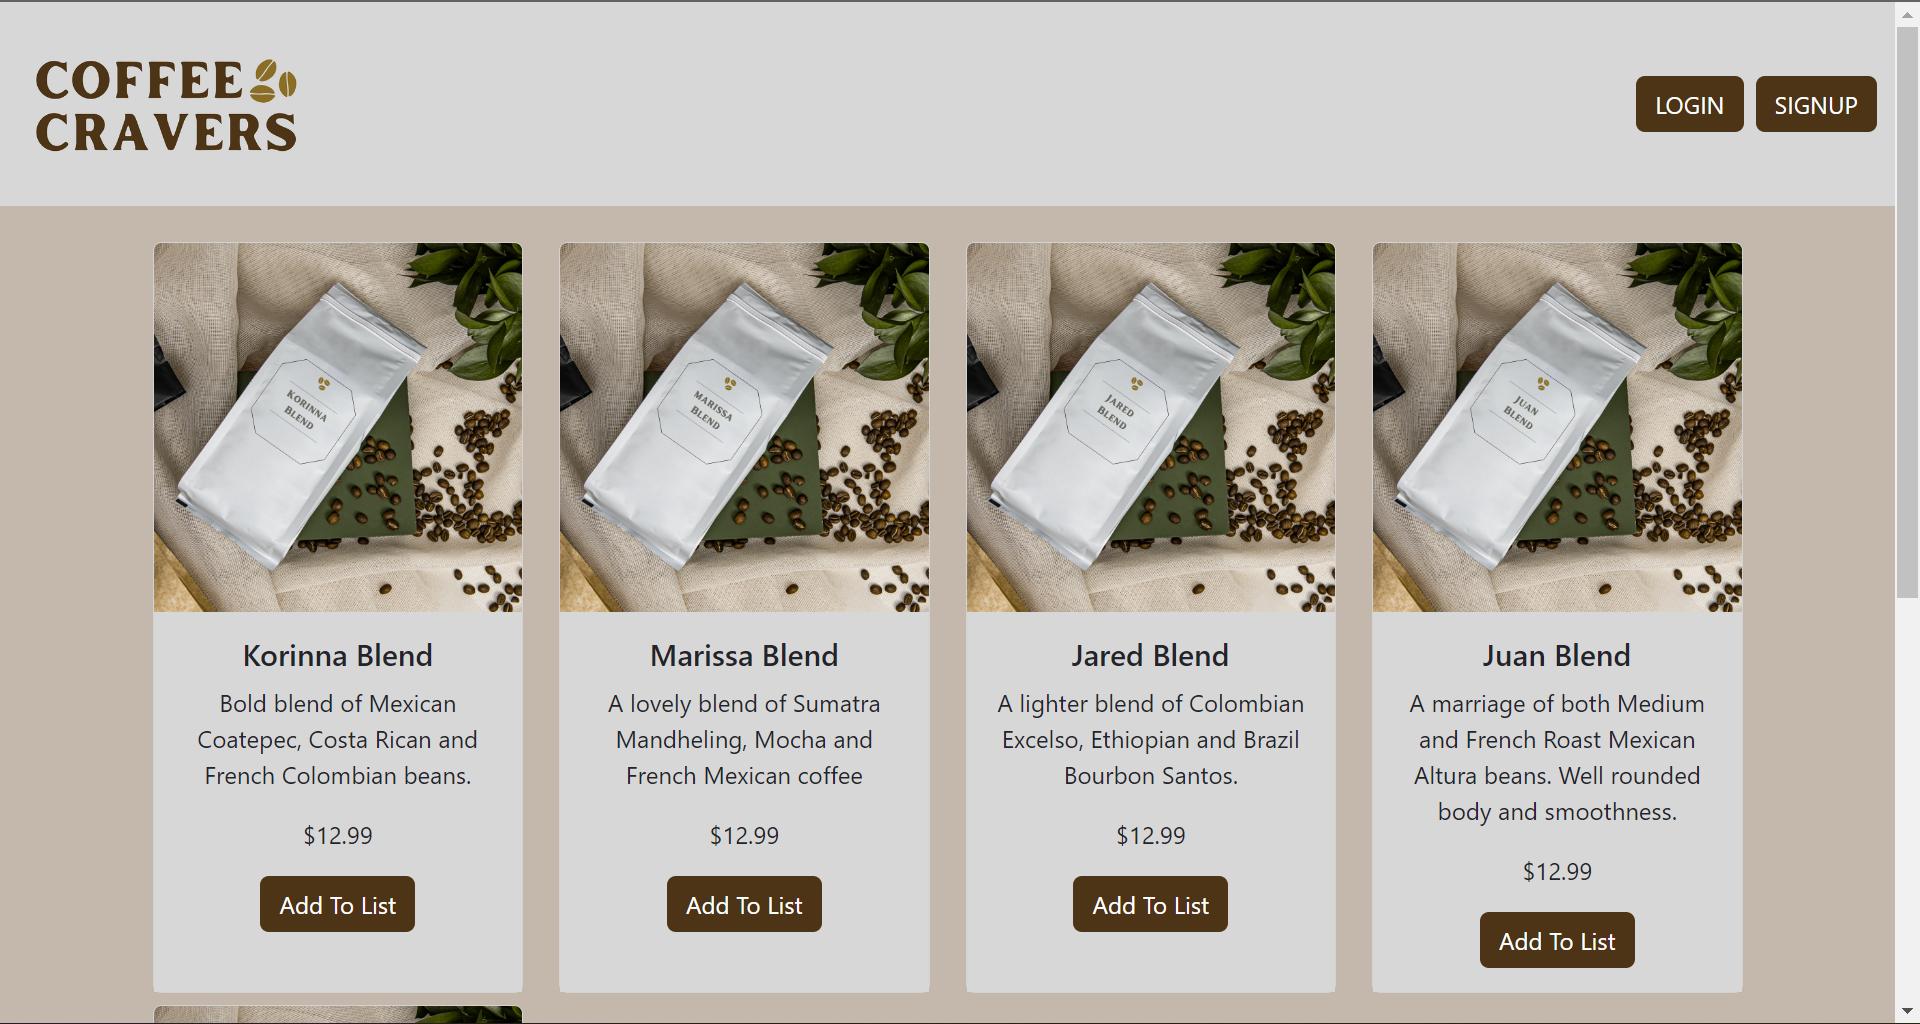 COFFEE
CRAVERS
LOGIN
SIGNUP
KORINNA
BLEND
MARISSA
BLEND
JARED
BLEND
JUAN
BLEND
Korinna Blend
Bold blend of Mexican
Coatepec, Costa Rican and
French Colombian beans.
$12.99
Add To List
Marissa Blend
A lovely blend of Sumatra
Mandheling, Mocha and
French Mexican coffee
$12.99
Add To List
Jared Blend
A lighter blend of Colombian
Excelso, Ethiopian and Brazil
Bourbon Santos.
$12.99
Add To List
Juan Blend
A marriage of both Medium
and French Roast Mexican
Altura beans. Well rounded
body and smoothness.
$12.99
Add To List